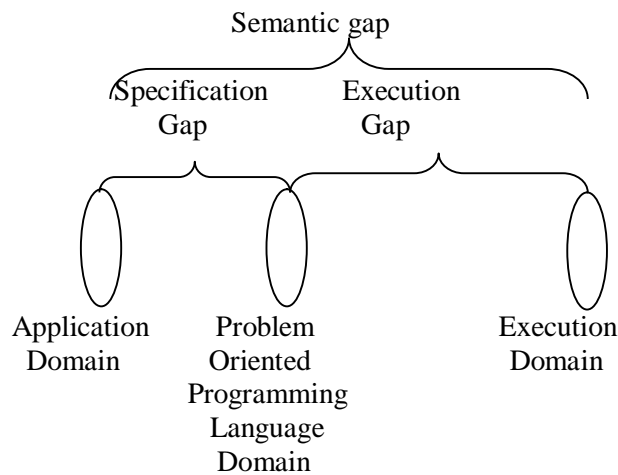 Semantic gap
Specification Gap
Execution Gap
Application Domain
Problem Oriented Programming Language Domain
Execution Domain